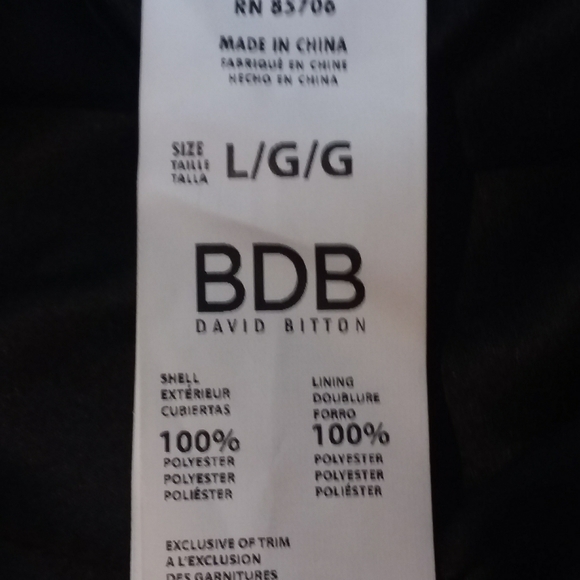 RN 85706
MADE IN CHINA
FABRIQUÉ EN CHINE
HECHO EN CHINA
SIZE
TAILLE
TALLA
L/G/G
BDB
DAVID BITTON
SHELL
EXTÉRIEUR
CUBIERTAS
100%
POLYESTER
POLYESTER
POLIÉSTER
LINING
DOUBLURE
FORRO
100%
POLYESTER
POLYESTER
POLIÉSTER
EXCLUSIVE OF TRIM
A L'EXCLUSION
DES GARNITURES